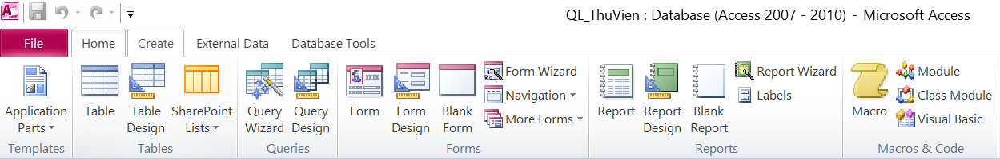 QL_ThuVien : Database (Access 2007 - 2010) - Microsoft Access
File Home Create External Data Database Tools
Application Parts
Templates
Table
Table Design
SharePoint Lists
Tables
Query Wizard
Query Design
Queries
Form
Form Design
Blank Form
Form Wizard
Navigation
More Forms
Forms
Report
Report Design
Blank Report
Report Wizard
Labels
Reports
Macro
Module
Class Module
Visual Basic
Macros & Code